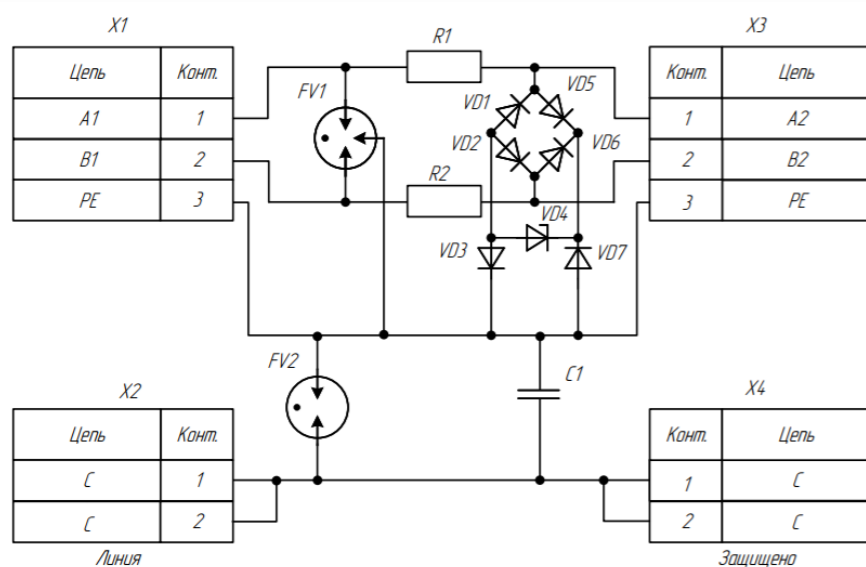 X1
R1
X3
Цепь Конт.
A1 1
B1 2
PE 3
FV1
VD1
VD5
VD2
VD6
R2
VD4
VD3
VD7
Конт. Цепь
1 A2
2 B2
3 PE
FV2
C1
X2
X4
Цепь Конт.
C 1
C 2
Линия
Конт. Цепь
1 C
2 C
Защищено